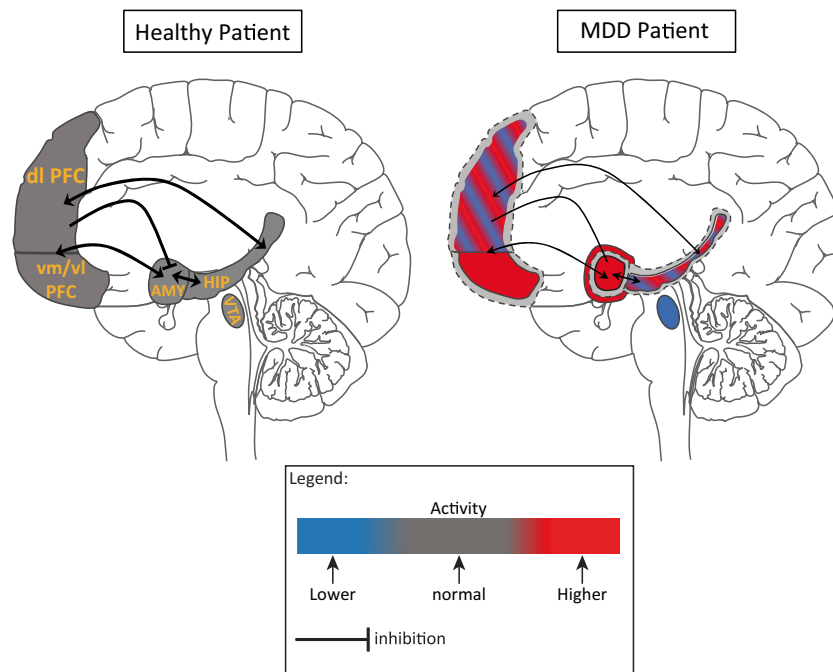 Healthy Patient
MDD Patient
dl PFC
vm/vl
PFC
AMY
HIP
VTA
Legend:
Activity
Lower
normal
Higher
inhibition